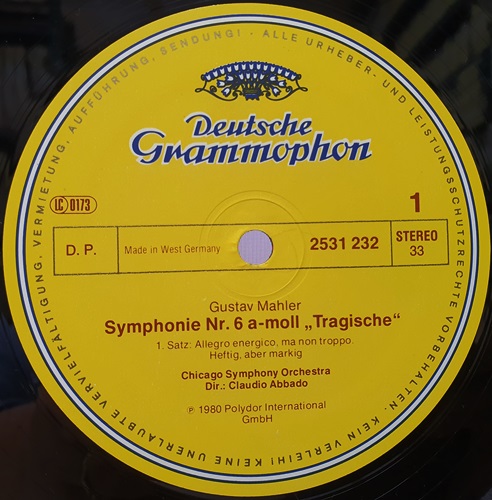 VERVIELFÄLTIGUNG, VERMIETUNG, AUFFÜHRUNG, SENDUNG! - ALLE URHEBER- UND LEISTUNGSSCHUTZRECHTE VORBEHALTEN. KEIN VERLEIH! KEINE UNERLAUBTE
Deutsche
Grammophon
LC 0173
1
D. P.
Made in West Germany
2531 232
STEREO
33
Gustav Mahler
Symphonie Nr. 6 a-moll „Tragische“
1. Satz: Allegro energico, ma non troppo.
Heftig, aber markig
Chicago Symphony Orchestra
Dir.: Claudio Abbado
℗ 1980 Polydor International
GmbH